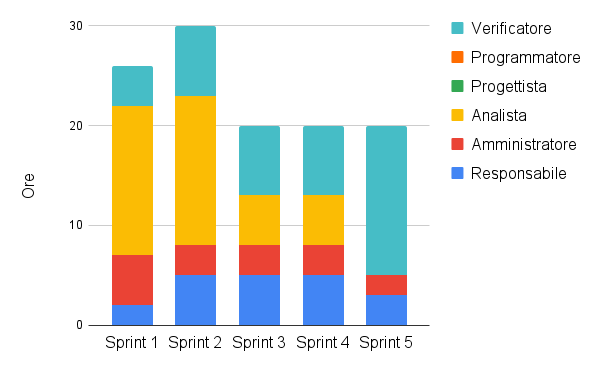 30
20
10
0
Ore
Sprint 1 Sprint 2 Sprint 3 Sprint 4 Sprint 5
Verificatore
Programmatore
Progettista
Analista
Amministratore
Responsabile